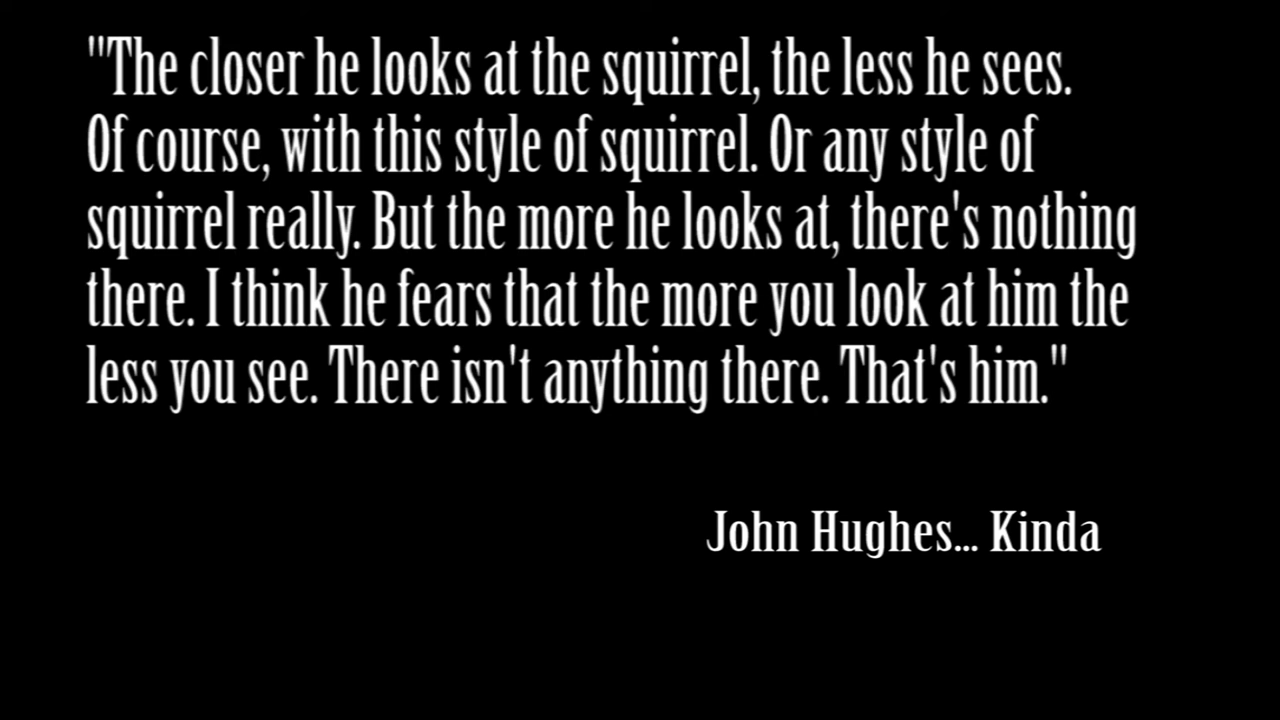 "The closer he looks at the squirrel, the less he sees.
Of course, with this style of squirrel. Or any style of
squirrel really. But the more he looks at, there's nothing
there. I think he fears that the more you look at him the
less you see. There isn't anything there. That's him."
John Hughes... Kinda